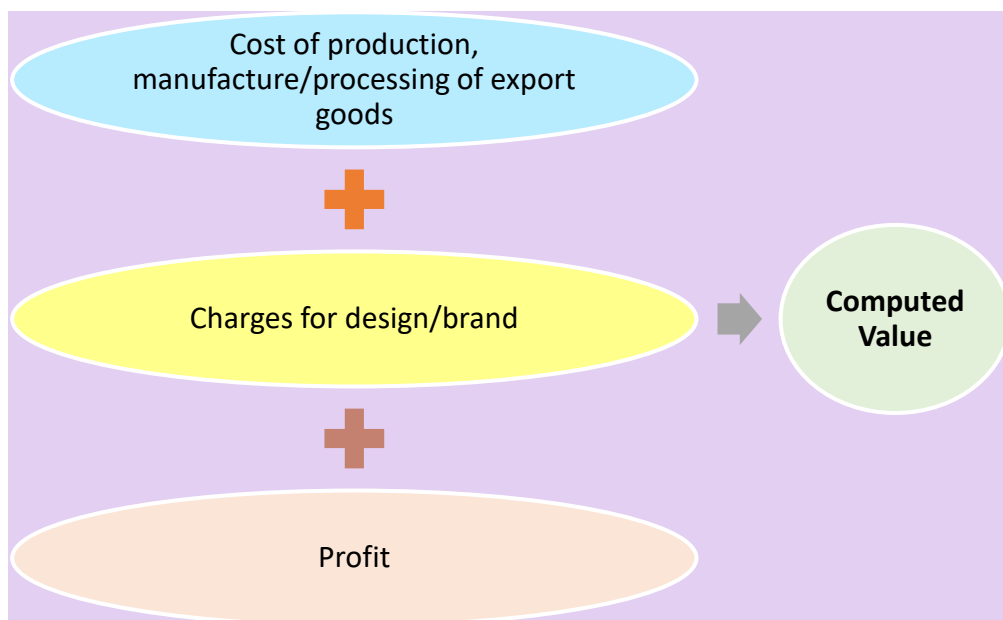 Cost of production,
manufacture/processing of export
goods
Charges for design/brand
Computed
Value
Profit